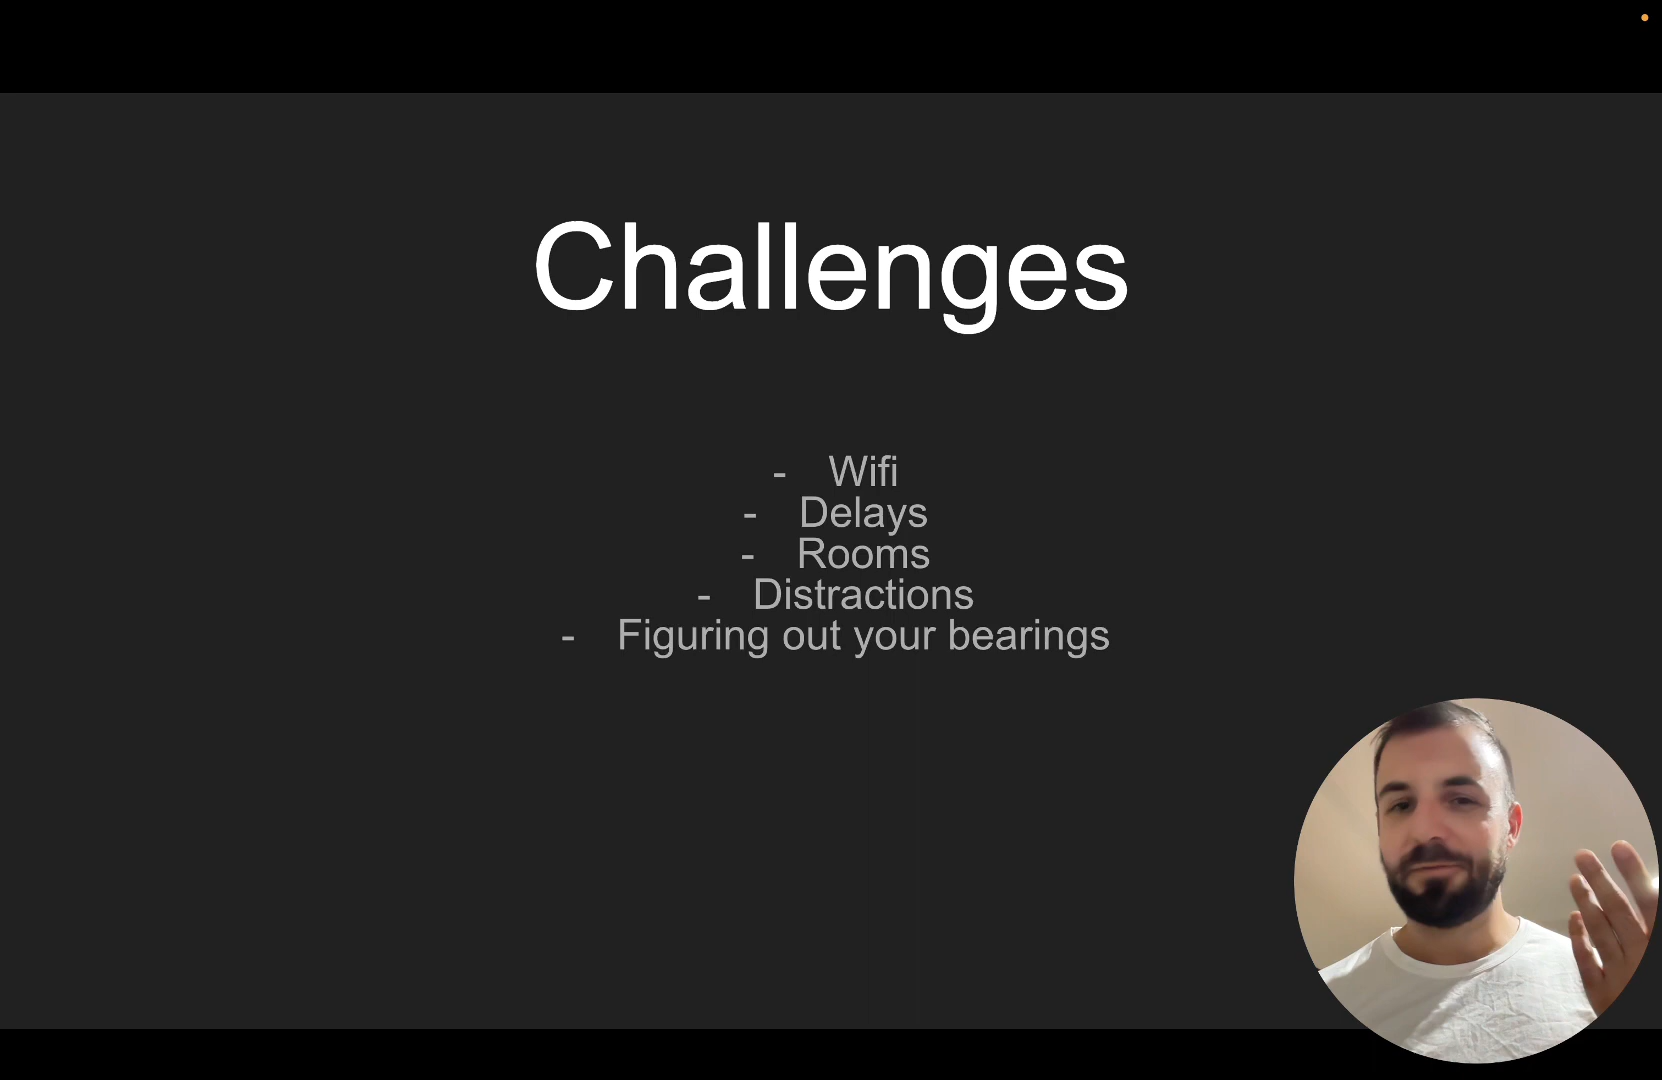 Challenges
- Wifi
- Delays
- Rooms
- Distractions
- Figuring out your bearings